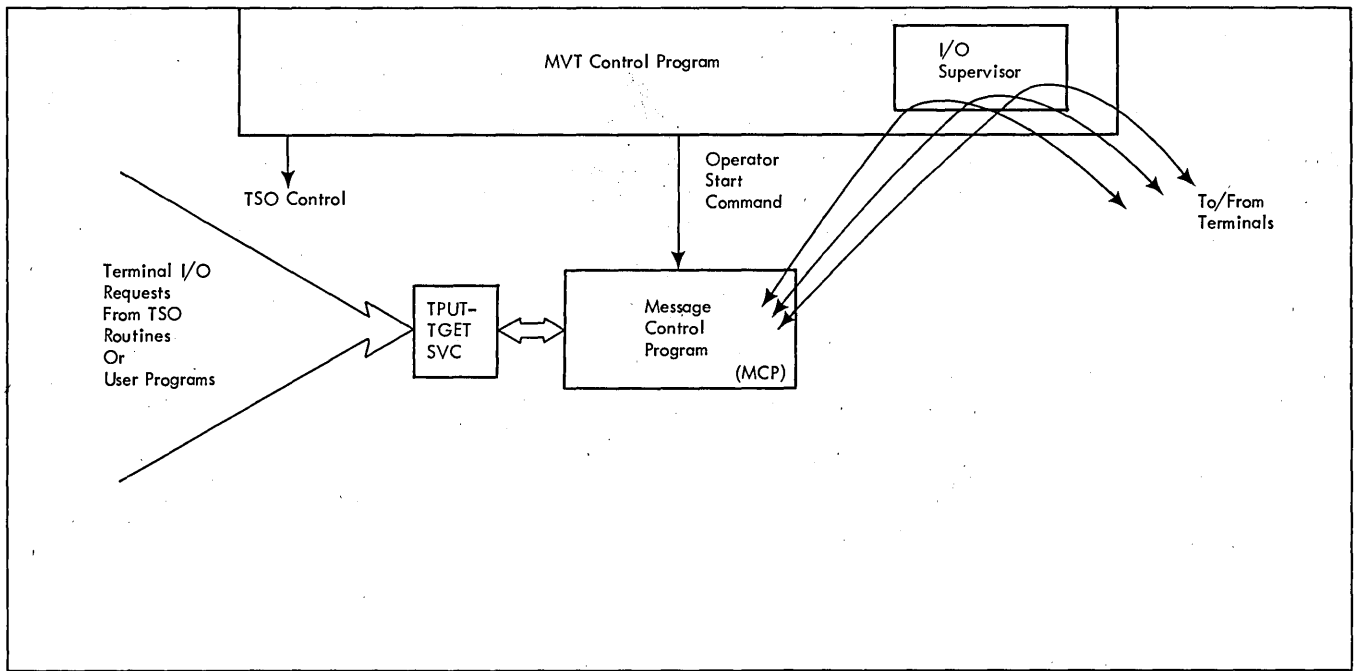 MVT Control Program
I/O
Supervisor
TSO Control
Operator
Start
Command
To/From
Terminals
Terminal I/O
Requests
From TSO
Routines
Or
User Programs
TPUT-
TGET
SVC
Message
Control
Program
(MCP)